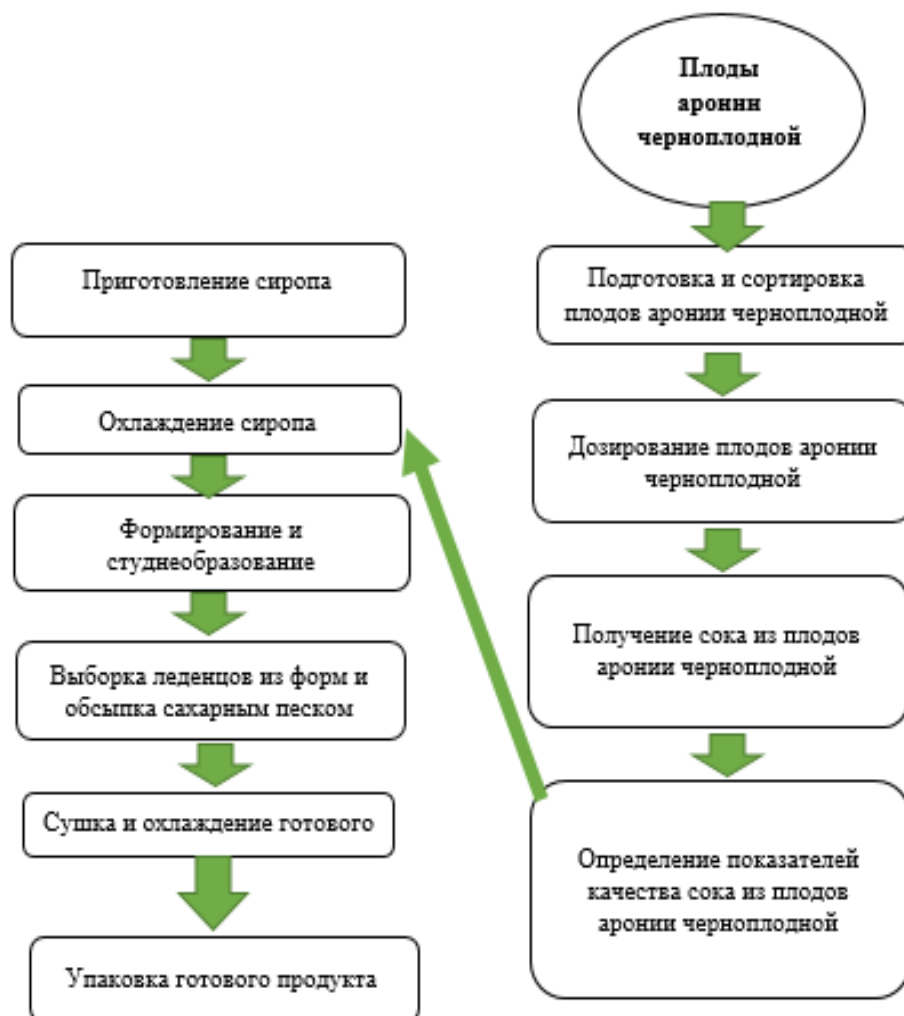 Плоды
аронии
черноплодной
Подготовка и сортировка
плодов аронии черноплодной
Дозирование плодов аронии
черноплодной
Получение сока из плодов
аронии черноплодной
Определение показателей
качества сока из плодов
аронии черноплодной
Приготовление сиропа
Охлаждение сиропа
Формирование и
студнеобразование
Выборка леденцов из форм и
обсыпка сахарным песком
Сушка и охлаждение готового
Упаковка готового продукта